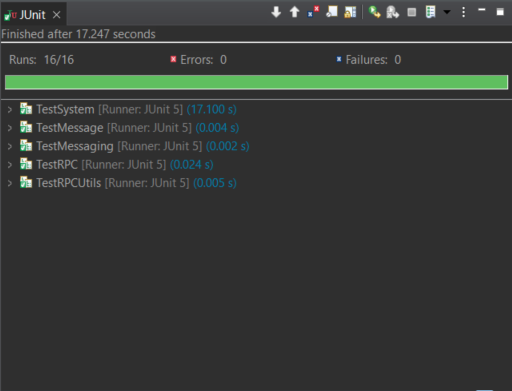 JUnit
Finished after 17.247 seconds
Runs: 16/16 Errors: 0 Failures: 0
TestSystem [Runner: JUnit 5] (17.100 s)
TestMessage [Runner: JUnit 5] (0.004 s)
TestMessaging [Runner: JUnit 5] (0.002 s)
TestRPC [Runner: JUnit 5] (0.024 s)
TestRPCUtils [Runner: JUnit 5] (0.005 s)